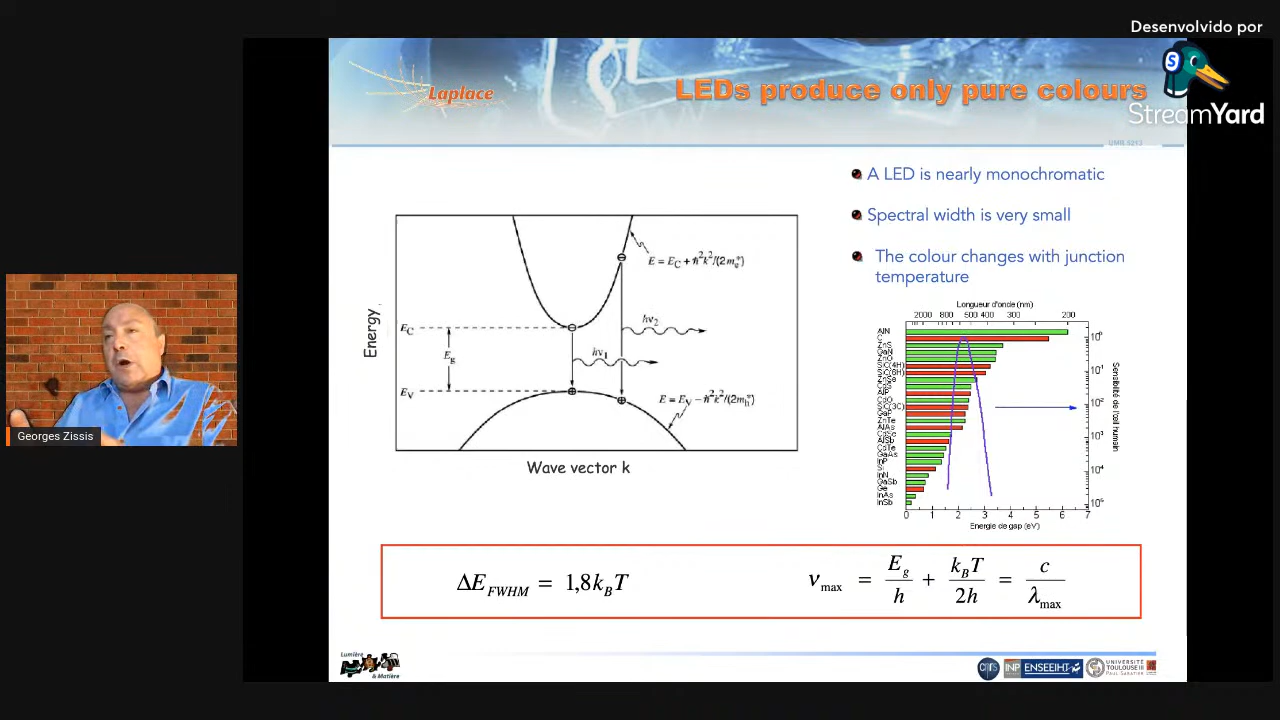 Desenvolvido por
StreamYard
Laplace
LEDs produce only pure colours
UMR 5213
A LED is nearly monochromatic
Spectral width is very small
The colour changes with junction
temperature
Energy
E = E_C + ħ²k²/(2m_e*)
E_C
hν₂
E_g
hν₁
E_V
E = E_V − ħ²k²/(2m_h*)
Wave vector k
Longueur d'onde (nm)
2000 800 500 400 300 200
AlN
C
ZnS
GaN
ZnO
SiC(4H)
SiC(6H)
ZnSe
AlP
CdS
SiC(3C)
GaP
ZnTe
AlAs
CdSe
AlSb
CdTe
GaAs
InP
Si
InN
GaSb
Ge
InAs
InSb
0 1 2 3 4 5 6 7
Energie de gap (eV)
Sensibilité de l'œil humain
Georges Zissis
ΔE_FWHM = 1,8k_BT
ν_max = E_g/h + k_BT/2h = c/λ_max
Lumière
& Matière
cnrs
INP
ENSEEIHT
UNIVERSITÉ
TOULOUSE III
PAUL SABATIER